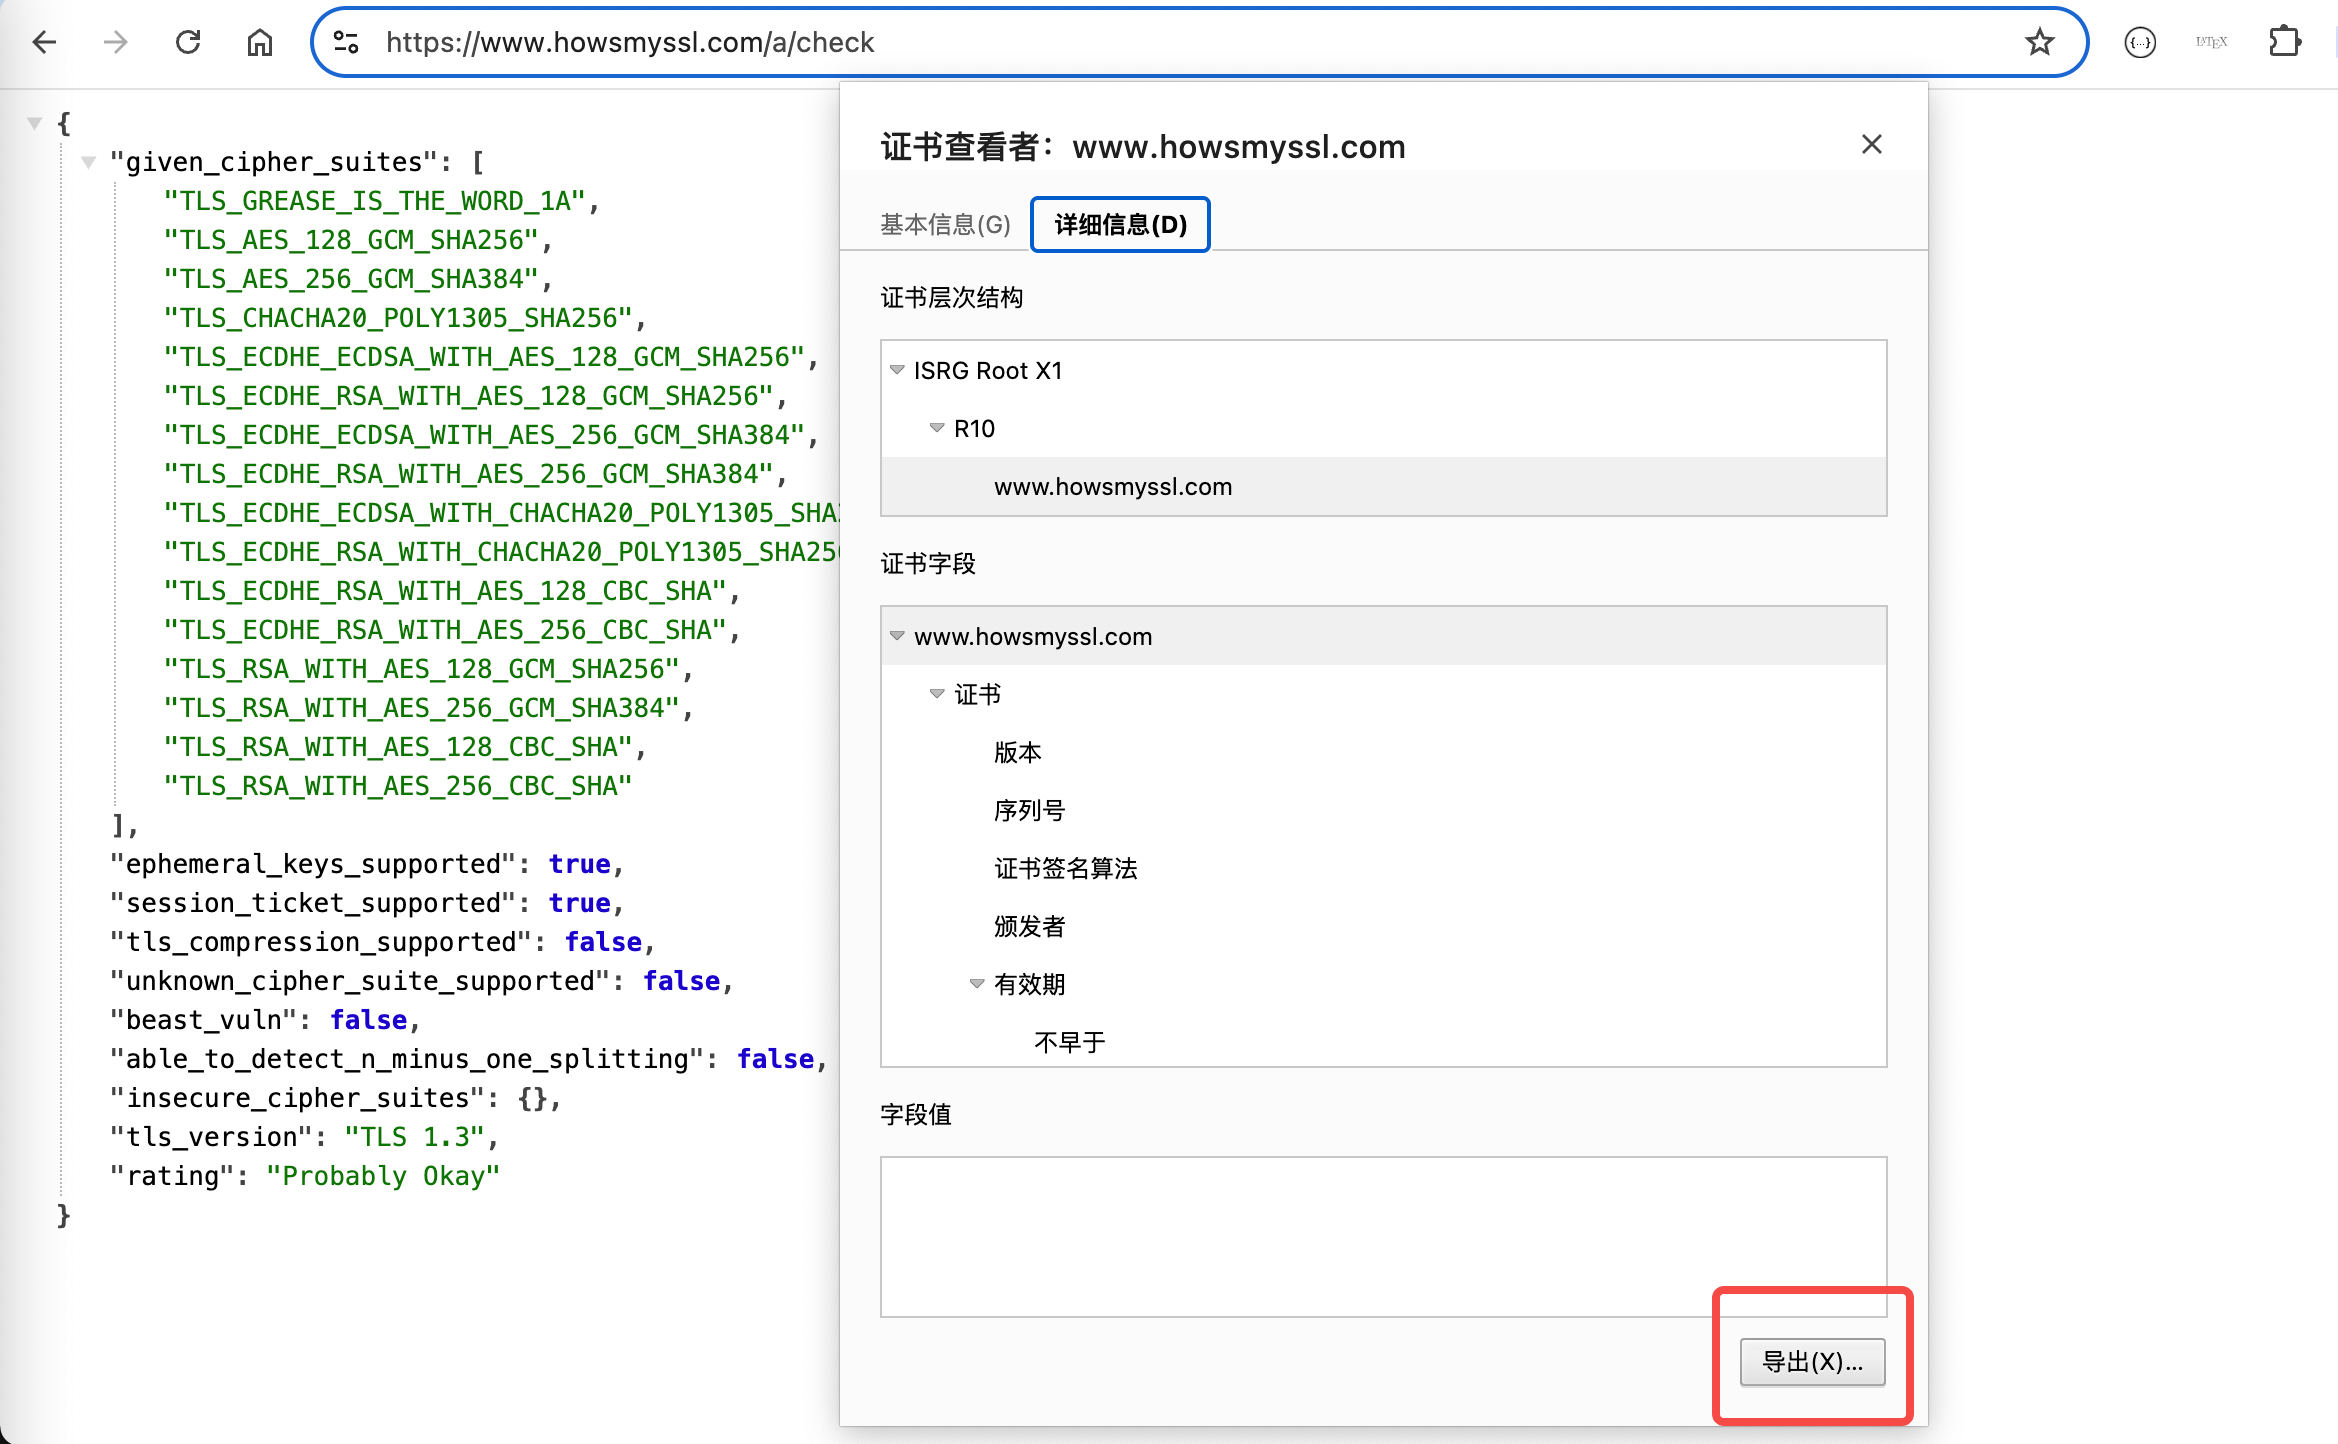 https://www.howsmyssl.com/a/check
{...}
LATEX
{
"given_cipher_suites": [
"TLS_GREASE_IS_THE_WORD_1A",
"TLS_AES_128_GCM_SHA256",
"TLS_AES_256_GCM_SHA384",
"TLS_CHACHA20_POLY1305_SHA256",
"TLS_ECDHE_ECDSA_WITH_AES_128_GCM_SHA256",
"TLS_ECDHE_RSA_WITH_AES_128_GCM_SHA256",
"TLS_ECDHE_ECDSA_WITH_AES_256_GCM_SHA384",
"TLS_ECDHE_RSA_WITH_AES_256_GCM_SHA384",
"TLS_ECDHE_ECDSA_WITH_CHACHA20_POLY1305_SHA
"TLS_ECDHE_RSA_WITH_CHACHA20_POLY1305_SHA25
"TLS_ECDHE_RSA_WITH_AES_128_CBC_SHA",
"TLS_ECDHE_RSA_WITH_AES_256_CBC_SHA",
"TLS_RSA_WITH_AES_128_GCM_SHA256",
"TLS_RSA_WITH_AES_256_GCM_SHA384",
"TLS_RSA_WITH_AES_128_CBC_SHA",
"TLS_RSA_WITH_AES_256_CBC_SHA"
],
"ephemeral_keys_supported": true,
"session_ticket_supported": true,
"tls_compression_supported": false,
"unknown_cipher_suite_supported": false,
"beast_vuln": false,
"able_to_detect_n_minus_one_splitting": false,
"insecure_cipher_suites": {},
"tls_version": "TLS 1.3",
"rating": "Probably Okay"
}
证书查看者：www.howsmyssl.com
基本信息(G) 详细信息(D)
证书层次结构
ISRG Root X1
R10
www.howsmyssl.com
证书字段
www.howsmyssl.com
证书
版本
序列号
证书签名算法
颁发者
有效期
不早于
字段值
导出(X)...